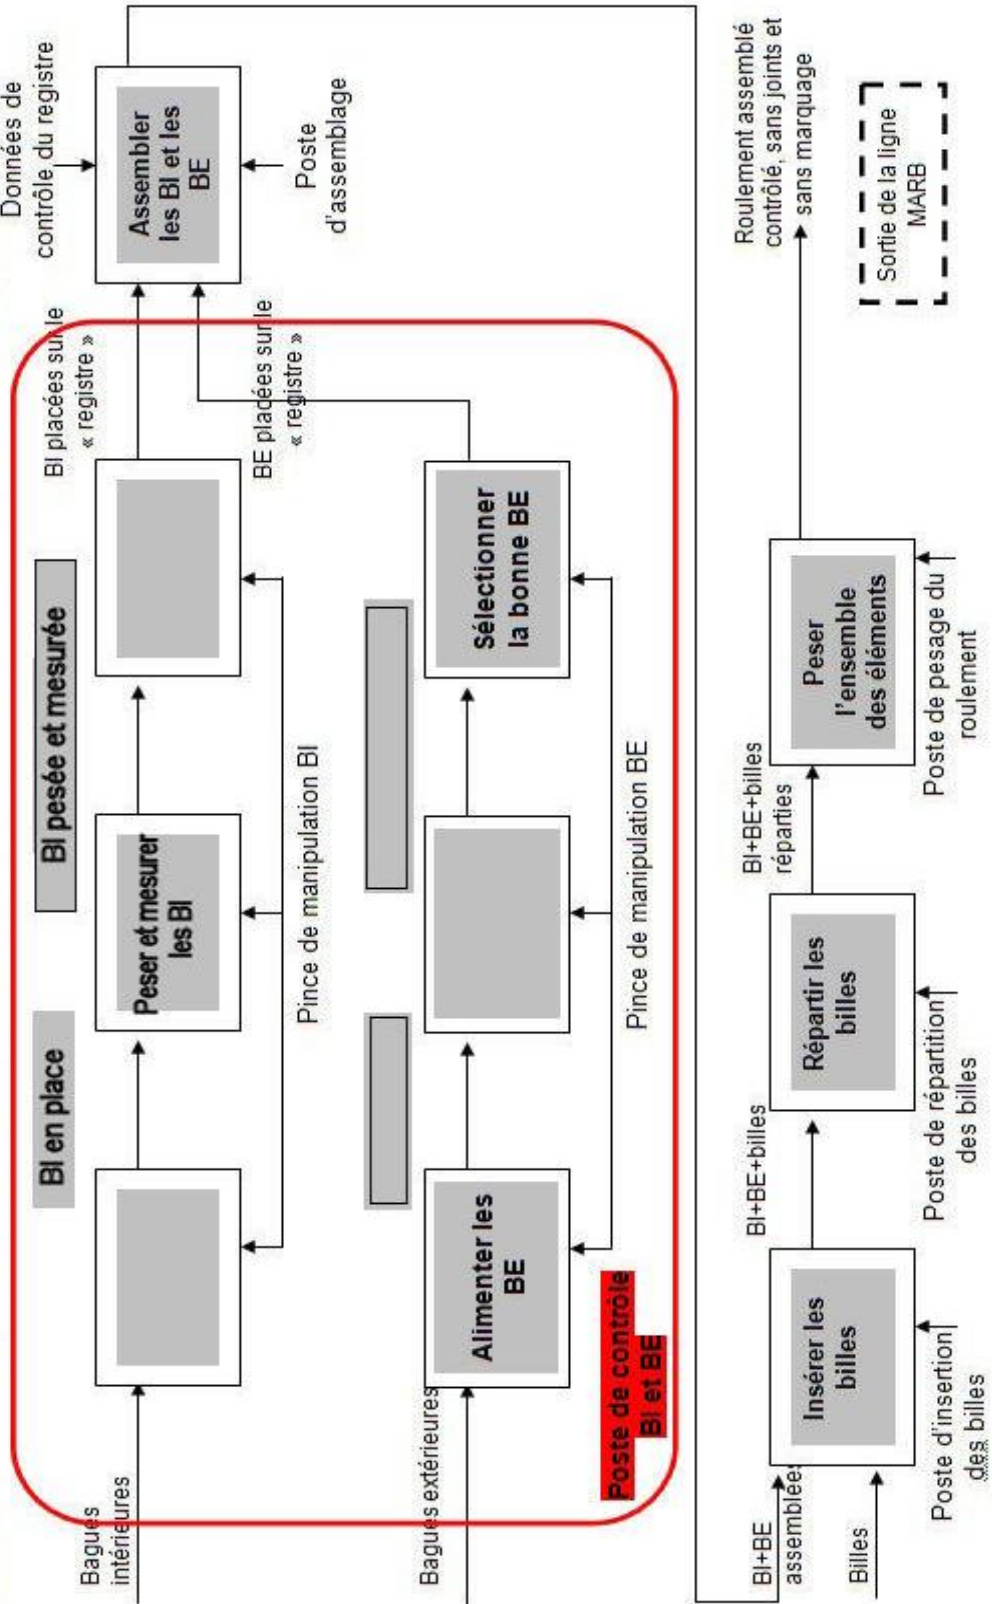 Données de
contrôle du registre
Bagues
intérieures
BI en place
BI pesée et mesurée
BI placées sur le
« registre »
Peser et mesurer
les BI
Assembler
les BI et les
BE
Pince de manipulation BI
BE placées sur le
« registre »
Poste
d'assemblage
Bagues extérieures
Alimenter les
BE
Sélectionner
la bonne BE
Pince de manipulation BE
Poste de contrôle
BI et BE
BI+BE
assemblées
Billes
Insérer les
billes
Poste d'insertion
des billes
BI+BE+billes
Répartir les
billes
Poste de répartition
des billes
BI+BE+billes
réparties
Peser
l'ensemble
des éléments
Poste de pesage du
roulement
Roulement assemblé
contrôlé, sans joints et
sans marquage
Sortie de la ligne
MARB